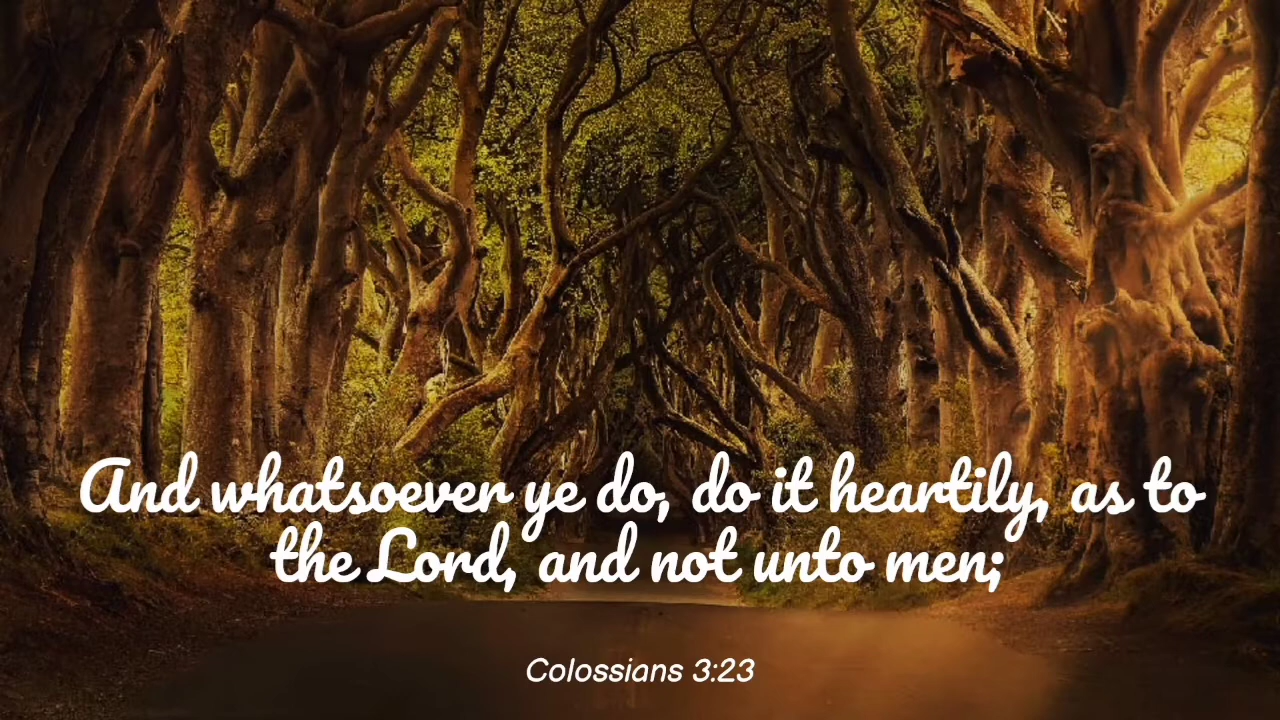 And whatsoever ye do, do it heartily, as to
the Lord, and not unto men;
Colossians 3:23